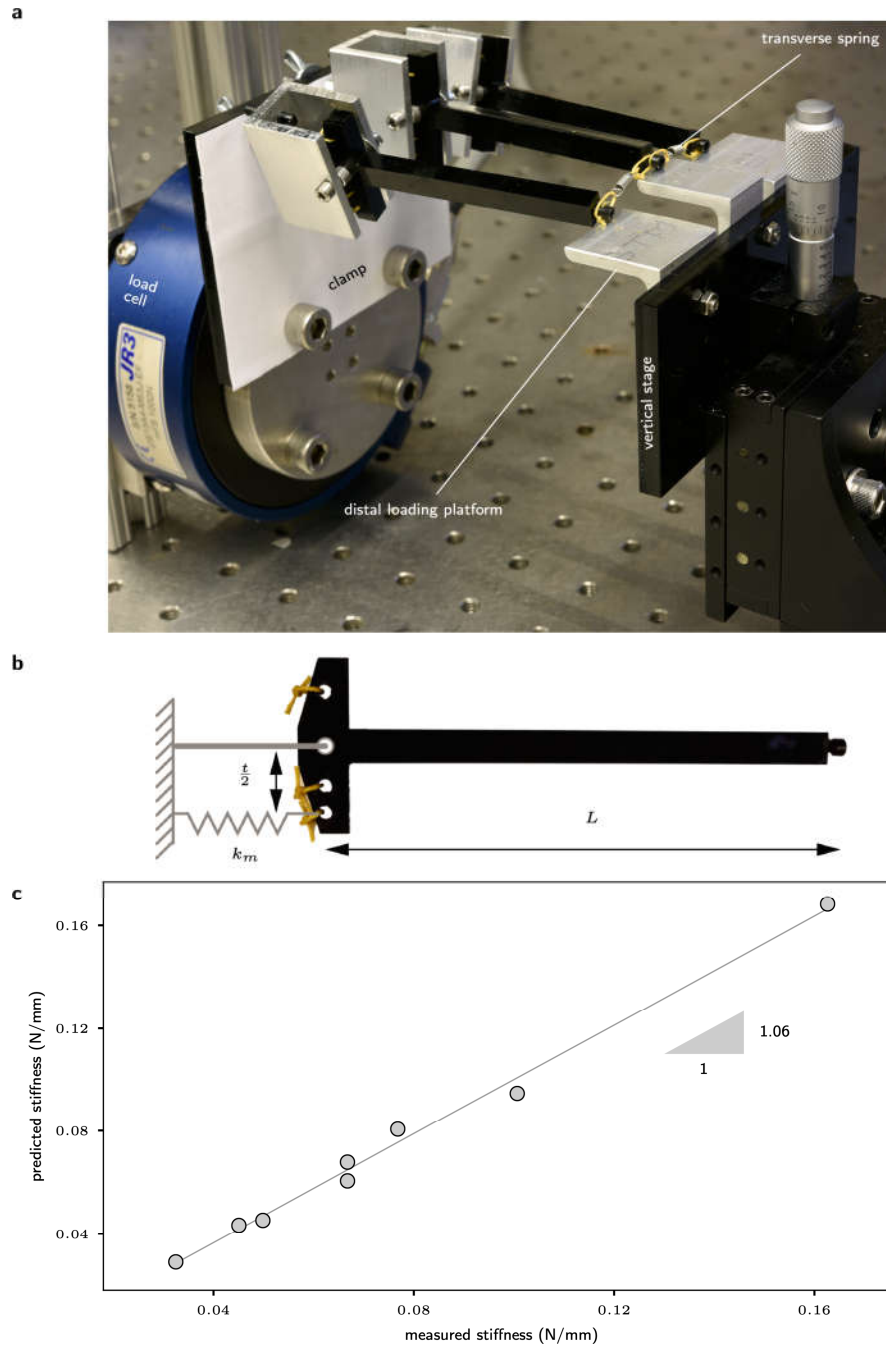 a
transverse spring
load
cell
clamp
JR3
vertical stage
distal loading platform
b
t
2
k_m
L
c
predicted stiffness (N/mm)
0.16
0.12
0.08
0.04
1.06
1
0.04
0.08
0.12
0.16
measured stiffness (N/mm)